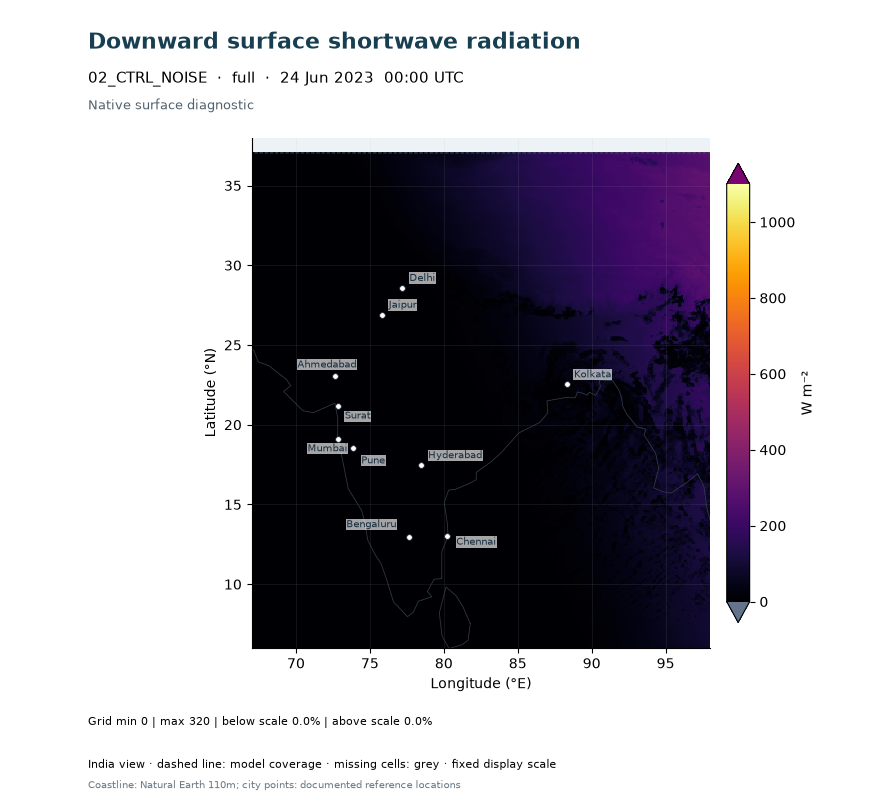 Downward surface shortwave radiation
02_CTRL_NOISE · full · 24 Jun 2023 00:00 UTC
Native surface diagnostic
35
30
25
20
15
10
Latitude (°N)
Delhi
Jaipur
Ahmedabad
Surat
Mumbai
Pune
Hyderabad
Kolkata
Bengaluru
Chennai
70 75 80 85 90 95
Longitude (°E)
1000
800
600
400
200
0
W m⁻²
Grid min 0 | max 320 | below scale 0.0% | above scale 0.0%
India view · dashed line: model coverage · missing cells: grey · fixed display scale
Coastline: Natural Earth 110m; city points: documented reference locations